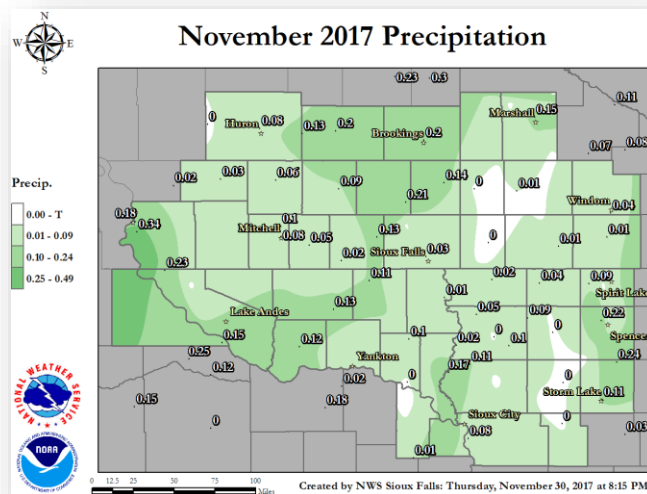 N
W E
S
November 2017 Precipitation
0.23 0.3
0.11
Marshall 0.15
0 0.08
Huron
0.13 0.2
Brookings 0.2
0.07 0.08
0.02 0.03 0.06 0.09 0.14 0 0.01
0.21
Windom 0.04
Precip.
0.00 - T
0.01 - 0.09
0.10 - 0.24
0.25 - 0.49
0.18
0.34
0.1
Mitchell 0.08 0.05
0.13
0 0.01 0.01
0.02 Sioux Falls 0.03
0.23
0.11
0.02 0.04 0.09
0.01 Spirit Lake
0.13
0.05 0.09 0.22
Lake Andes
0.15 0.12 0.1 0.02 0 0.1 0 Spencer
0.25 0.11 0.24
0.12 Yankton 0.17
0.02 0 0
0.15 0.18 Storm Lake 0.11
0 Sioux City 0
0.08 0.03
0.01
NATIONAL WEATHER SERVICE
NOAA
0 12.5 25 50 75 100
Miles
Created by NWS Sioux Falls: Thursday, November 30, 2017 at 8:15 PM